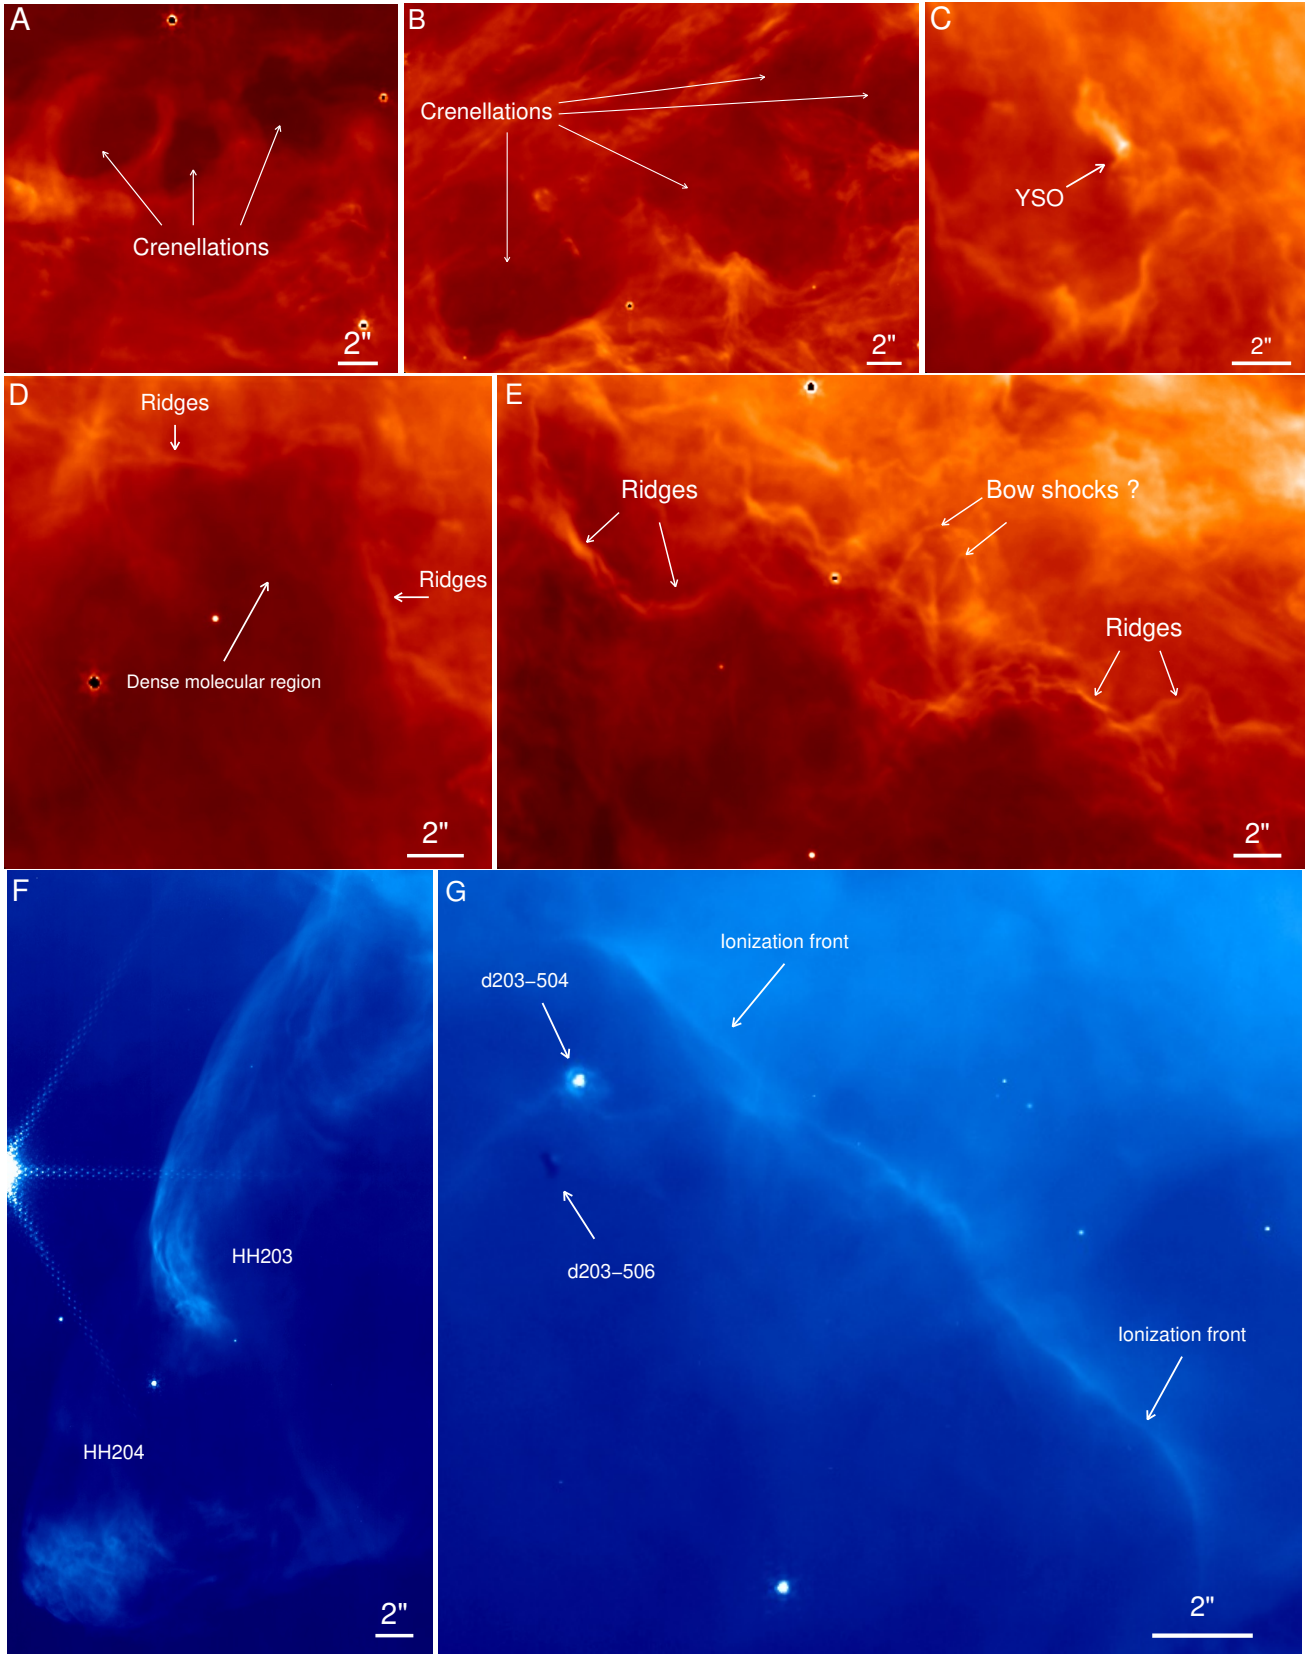 A
Crenellations
2"
B
Crenellations
2"
C
YSO
2"
D
Ridges
Ridges
Dense molecular region
2"
E
Ridges
Bow shocks ?
Ridges
2"
F
HH203
HH204
2"
G
Ionization front
d203−504
d203−506
Ionization front
2"